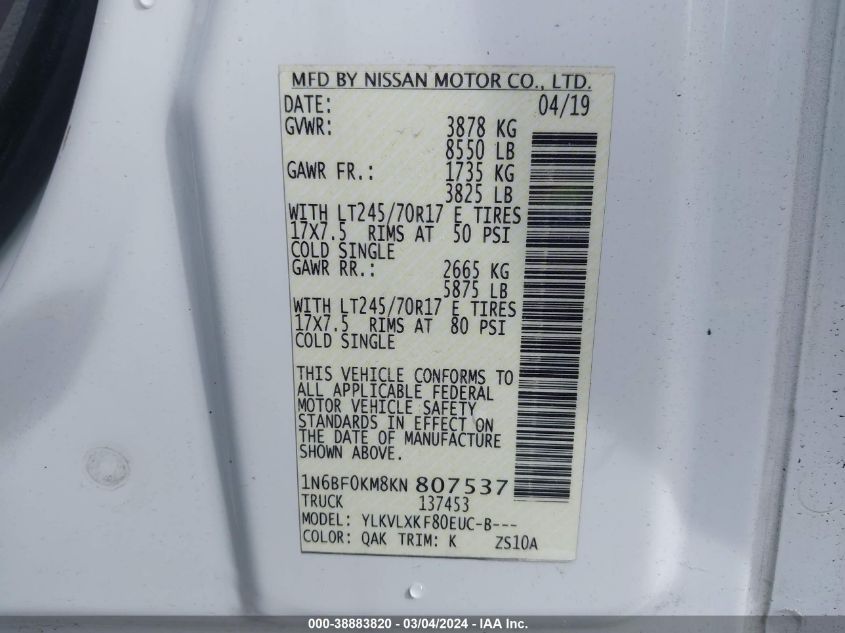 MFD BY NISSAN MOTOR CO., LTD.
DATE: 04/19
GVWR: 3878 KG
8550 LB
GAWR FR.: 1735 KG
3825 LB
WITH LT245/70R17 E TIRES
17X7.5 RIMS AT 50 PSI
COLD SINGLE
GAWR RR.: 2665 KG
5875 LB
WITH LT245/70R17 E TIRES
17X7.5 RIMS AT 80 PSI
COLD SINGLE
THIS VEHICLE CONFORMS TO
ALL APPLICABLE FEDERAL
MOTOR VEHICLE SAFETY
STANDARDS IN EFFECT ON
THE DATE OF MANUFACTURE
SHOWN ABOVE.
1N6BF0KM8KN 807537
TRUCK 137453
MODEL: YLKVLXKF80EUC-B---
COLOR: QAK TRIM: K ZS10A
000-38883820 - 03/04/2024 - IAA Inc.